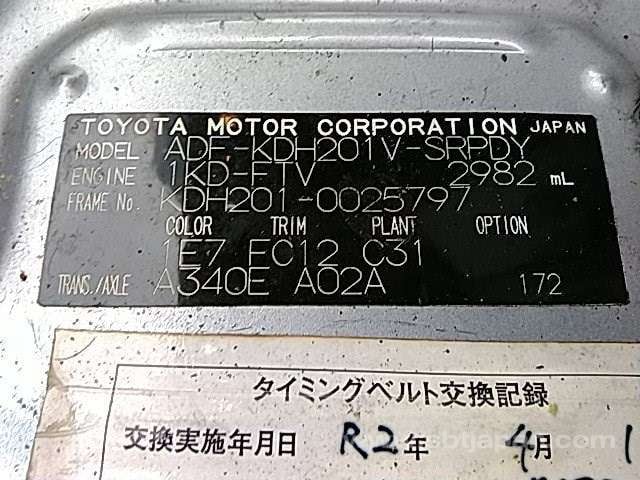 TOYOTA MOTOR CORPORATION JAPAN
MODEL ADF-KDH201V-SRPDY
ENGINE 1KD-FTV 2982 mL
FRAME No. KDH201-0025797
COLOR TRIM PLANT OPTION
1E7 FC12 C31
TRANS./AXLE A340E A02A 172
タイミングベルト交換記録
交換実施年月日 R2年 4月 1